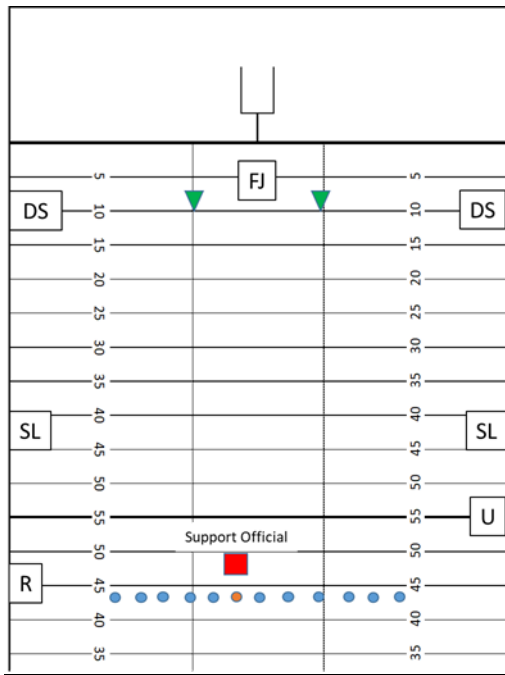 5 FJ 5
DS 10 10 DS
15 15
20 20
25 25
30 30
35 35
SL 40 40 SL
45 45
50 50
55 55 U
Support Official
50 50
R 45 45
40 40
35 35